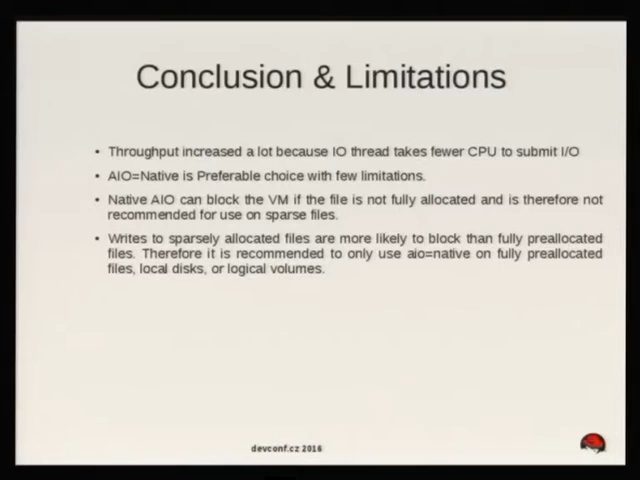 Conclusion & Limitations
• Throughput increased a lot because IO thread takes fewer CPU to submit I/O
• AIO=Native is Preferable choice with few limitations.
• Native AIO can block the VM if the file is not fully allocated and is therefore not
recommended for use on sparse files.
• Writes to sparsely allocated files are more likely to block than fully preallocated
files. Therefore it is recommended to only use aio=native on fully preallocated
files, local disks, or logical volumes.
devconf.cz 2016